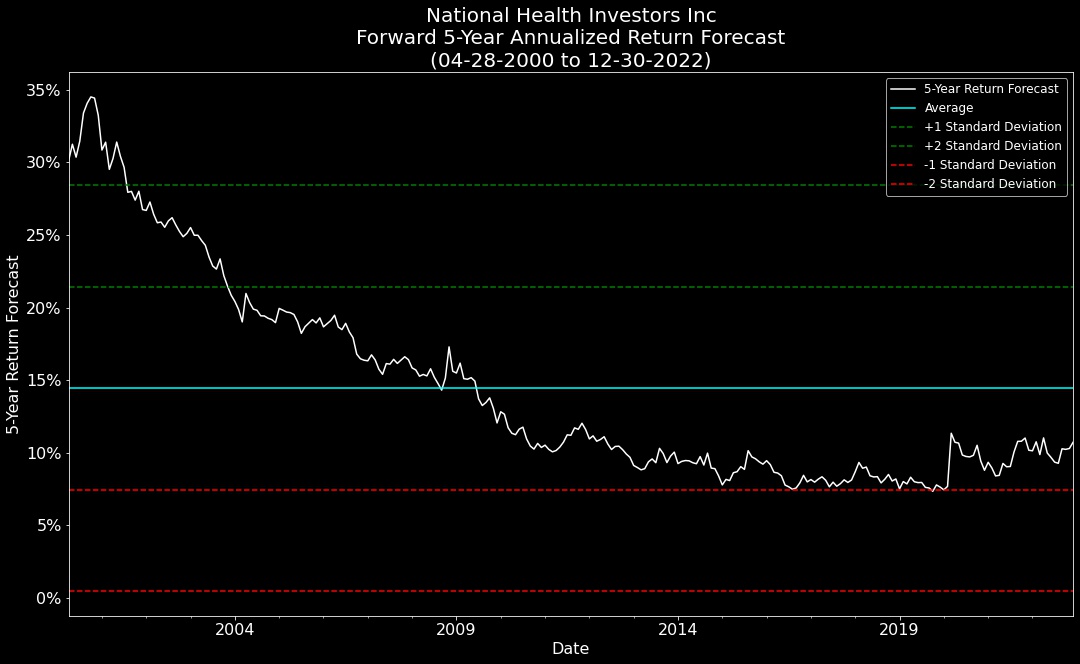 National Health Investors Inc
Forward 5-Year Annualized Return Forecast
(04-28-2000 to 12-30-2022)
5-Year Return Forecast
Average
+1 Standard Deviation
+2 Standard Deviation
-1 Standard Deviation
-2 Standard Deviation
35%
30%
25%
20%
15%
10%
5%
0%
5-Year Return Forecast
2004
2009
2014
2019
Date